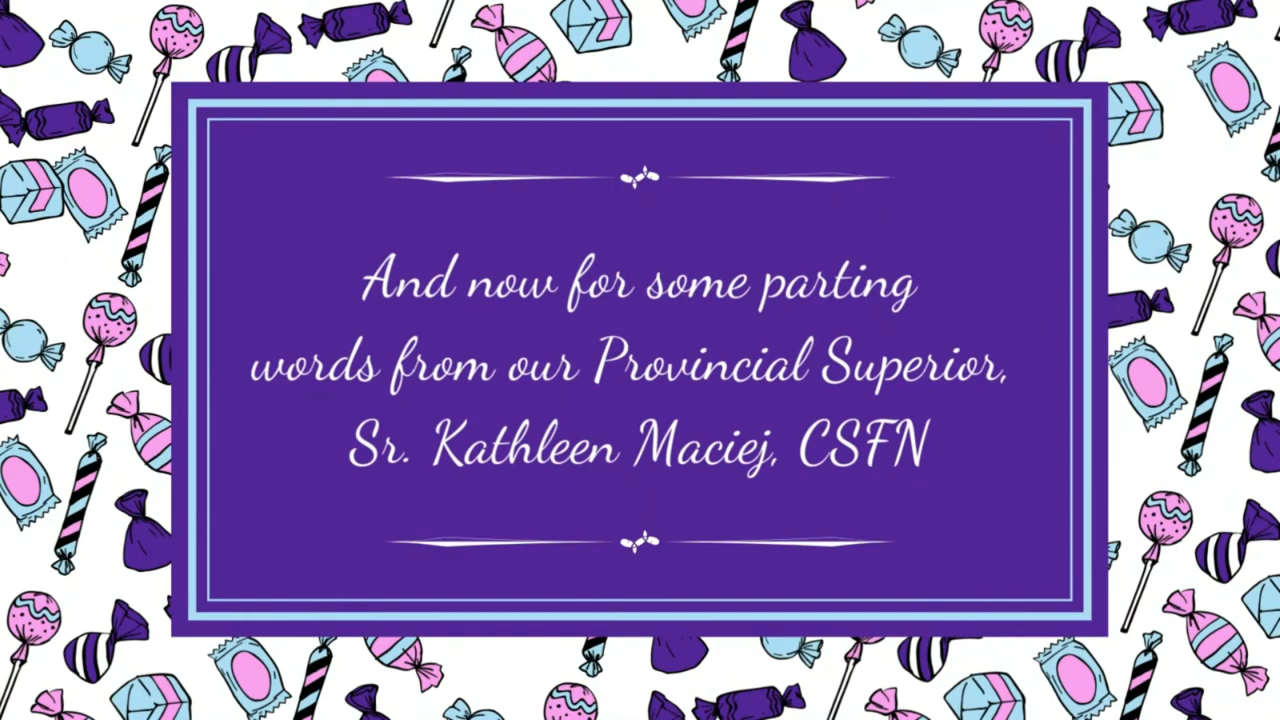 And now for some parting
words from our Provincial Superior,
Sr. Kathleen Maciej, CSFN